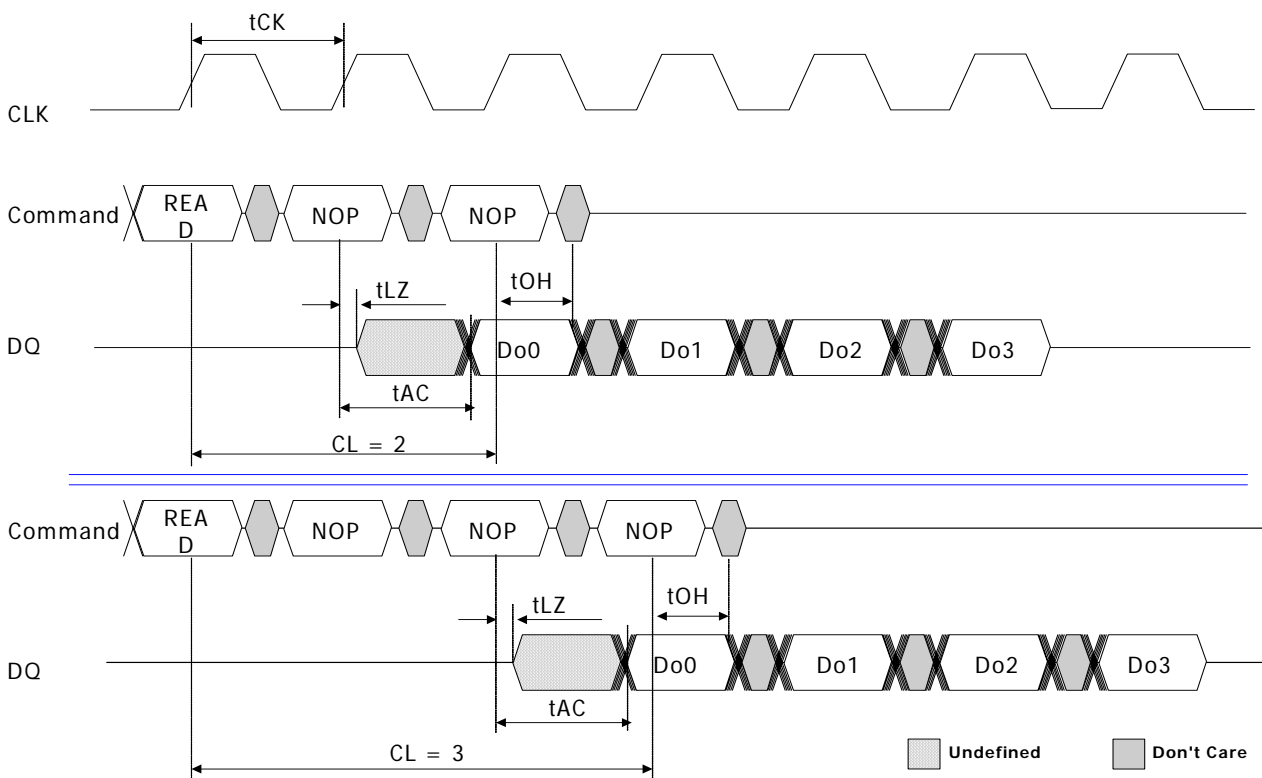 tCK
CLK
Command
REA
D
NOP
NOP
tOH
tLZ
DQ
Do0
Do1
Do2
Do3
tAC
CL = 2
Command
REA
D
NOP
NOP
NOP
tOH
tLZ
DQ
Do0
Do1
Do2
Do3
tAC
CL = 3
Undefined
Don't Care